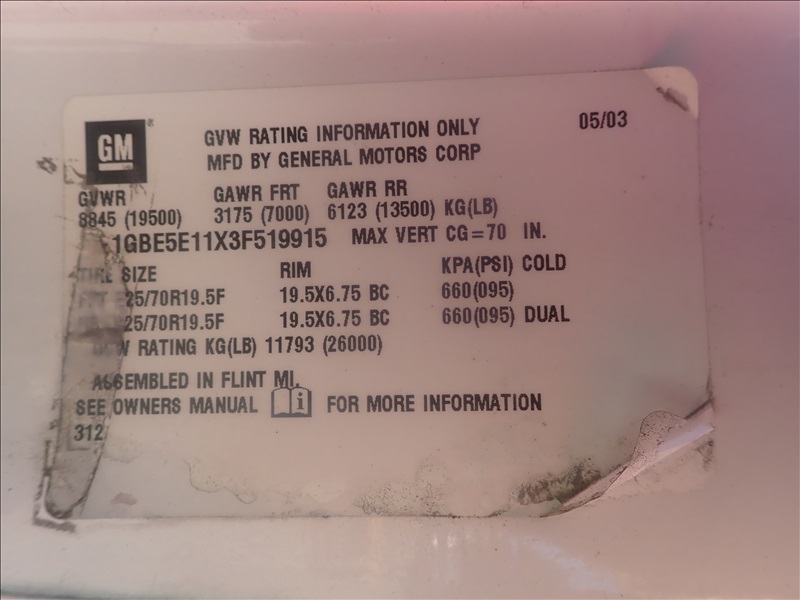 GM
GVW RATING INFORMATION ONLY 05/03
MFD BY GENERAL MOTORS CORP
GVWR GAWR FRT GAWR RR
8845 (19500) 3175 (7000) 6123 (13500) KG(LB)
1GBE5E11X3F519915 MAX VERT CG=70 IN.
SIZE RIM KPA(PSI) COLD
25/70R19.5F 19.5X6.75 BC 660(095)
25/70R19.5F 19.5X6.75 BC 660(095) DUAL
RATING KG(LB) 11793 (26000)
ASSEMBLED IN FLINT MI.
SEE OWNERS MANUAL i FOR MORE INFORMATION
312